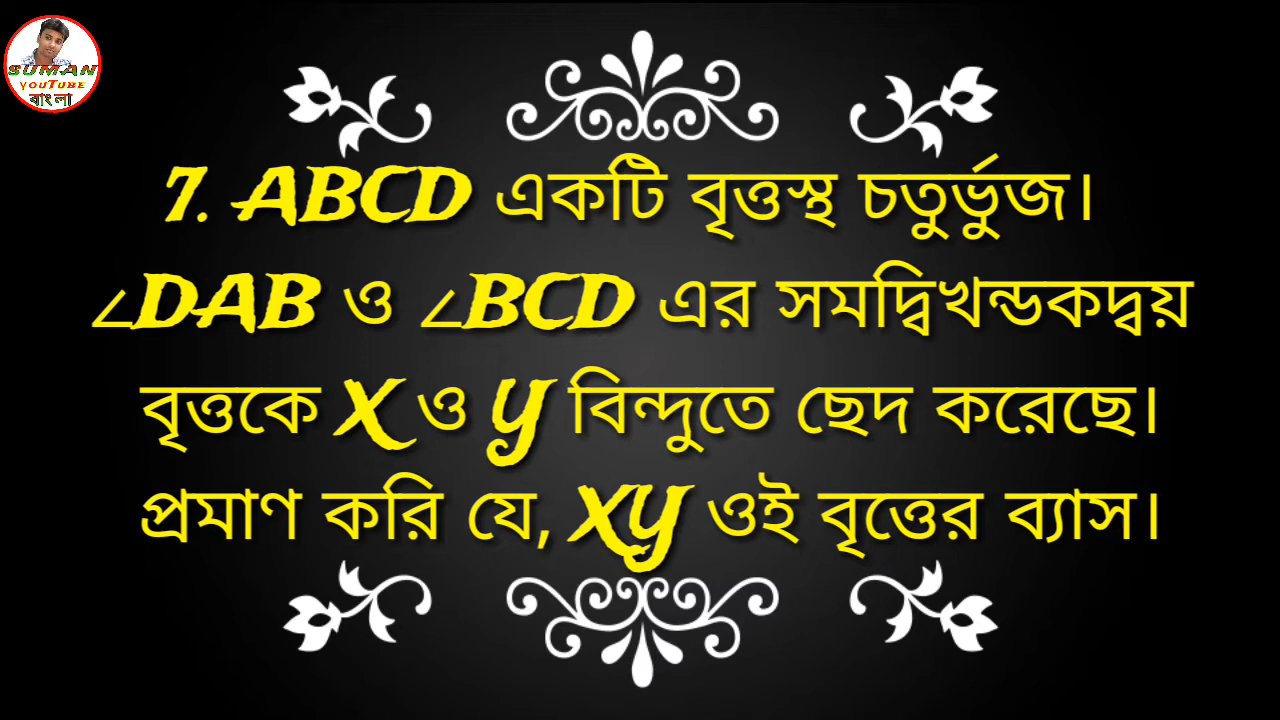 SUMAN
YOUTUBE
বাংলা
7. ABCD একটি বৃত্তস্থ চতুর্ভুজ।
∠DAB ও ∠BCD এর সমদ্বিখন্ডকদ্বয়
বৃত্তকে X ও Y বিন্দুতে ছেদ করেছে।
প্রমাণ করি যে, XY ওই বৃত্তের ব্যাস।